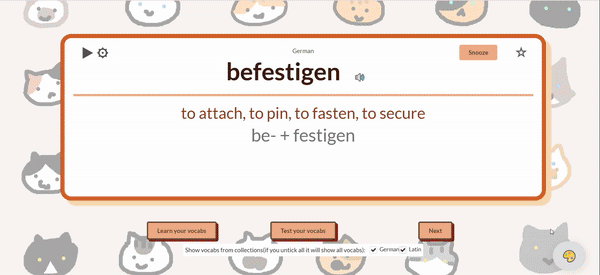 German
Snooze
befestigen
to attach, to pin, to fasten, to secure
be- + festigen
Learn your vocabs
Test your vocabs
Next
Show vocabs from collections(if you untick all it will show all vocabs): German Latin